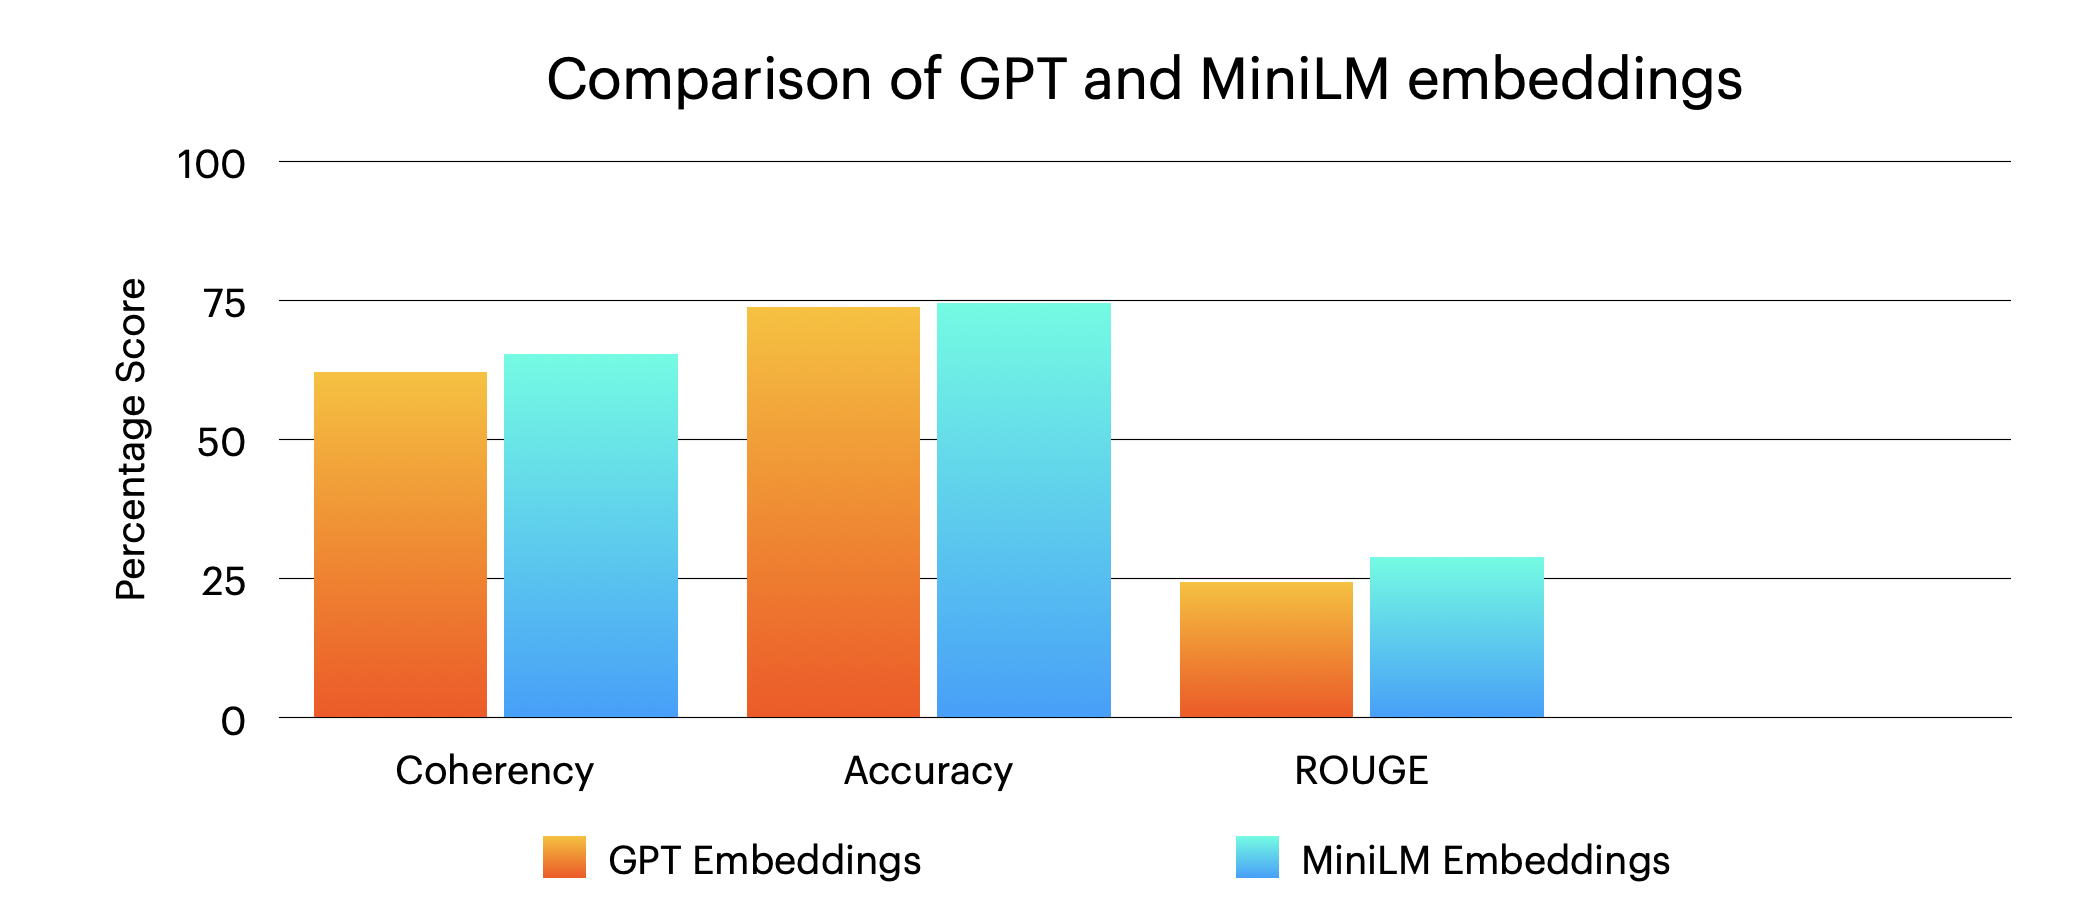 Comparison of GPT and MiniLM embeddings
Percentage Score
100
75
50
25
0
Coherency
Accuracy
ROUGE
GPT Embeddings
MiniLM Embeddings